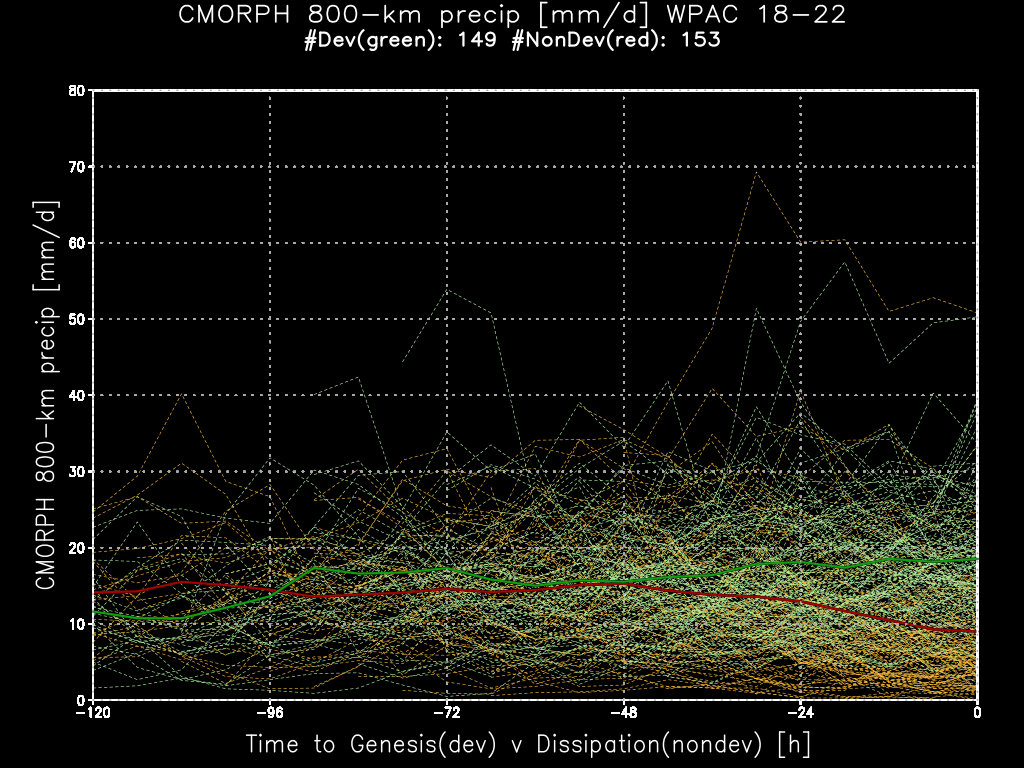 CMORPH 800-km precip [mm/d] WPAC 18-22
#Dev(green): 149 #NonDev(red): 153
80
70
60
50
40
30
20
10
0
CMORPH 800-km precip [mm/d]
-120 -96 -72 -48 -24 0
Time to Genesis(dev) v Dissipation(nondev) [h]